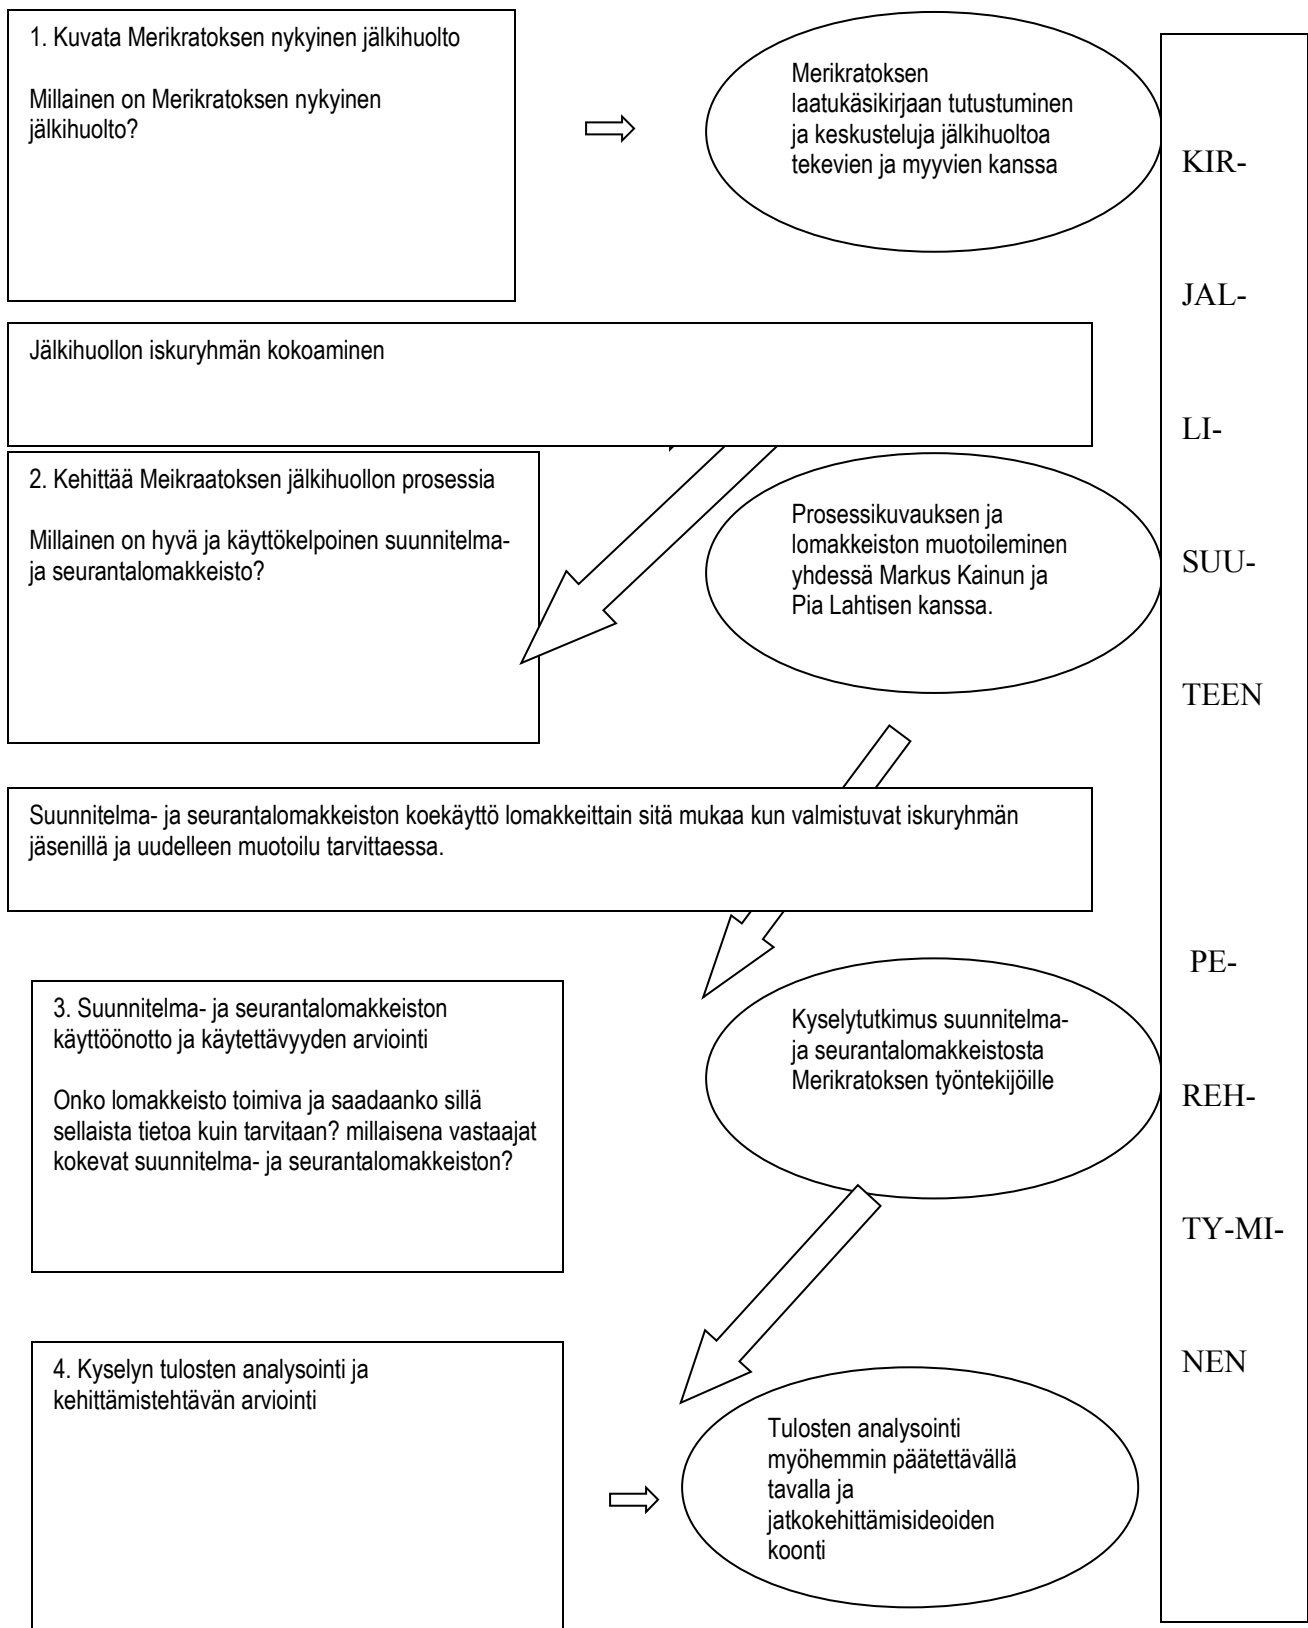 1. Kuvata Merikratoksen nykyinen jälkihuolto
Millainen on Merikratoksen nykyinen
jälkihuolto?
Merikratoksen
laatukäsikirjaan tutustuminen
ja keskusteluja jälkihuoltoa
tekevien ja myyvien kanssa
Jälkihuollon iskuryhmän kokoaminen
2. Kehittää Meikraatoksen jälkihuollon prosessia
Millainen on hyvä ja käyttökelpoinen suunnitelma-
ja seurantalomakkeisto?
Prosessikuvauksen ja
lomakkeiston muotoileminen
yhdessä Markus Kainun ja
Pia Lahtisen kanssa.
Suunnitelma- ja seurantalomakkeiston koekäyttö lomakkeittain sitä mukaa kun valmistuvat iskuryhmän
jäsenillä ja uudelleen muotoilu tarvittaessa.
3. Suunnitelma- ja seurantalomakkeiston
käyttöönotto ja käytettävyyden arviointi
Onko lomakkeisto toimiva ja saadaanko sillä
sellaista tietoa kuin tarvitaan? millaisena vastaajat
kokevat suunnitelma- ja seurantalomakkeiston?
Kyselytutkimus suunnitelma-
ja seurantalomakkeistosta
Merikratoksen työntekijöille
4. Kyselyn tulosten analysointi ja
kehittämistehtävän arviointi
Tulosten analysointi
myöhemmin päätettävällä
tavalla ja
jatkokehittämisideoiden
koonti
KIR-
JAL-
LI-
SUU-
TEEN
PE-
REH-
TY-MI-
NEN